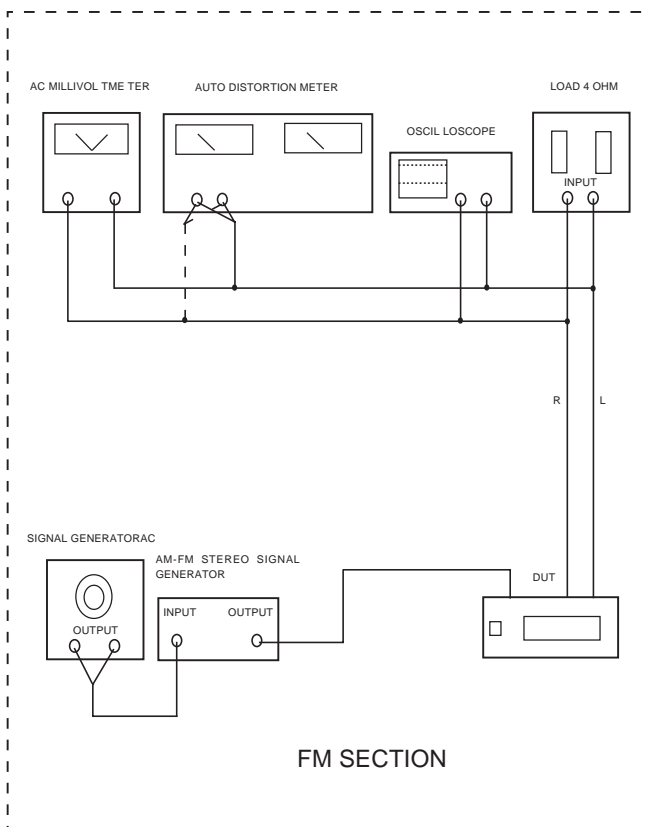 AC MILLIVOL TME TER
AUTO DISTORTION METER
LOAD 4 OHM
OSCIL LOSCOPE
INPUT
R
L
SIGNAL GENERATORAC
AM-FM STEREO SIGNAL
GENERATOR
DUT
INPUT
OUTPUT
OUTPUT
FM SECTION